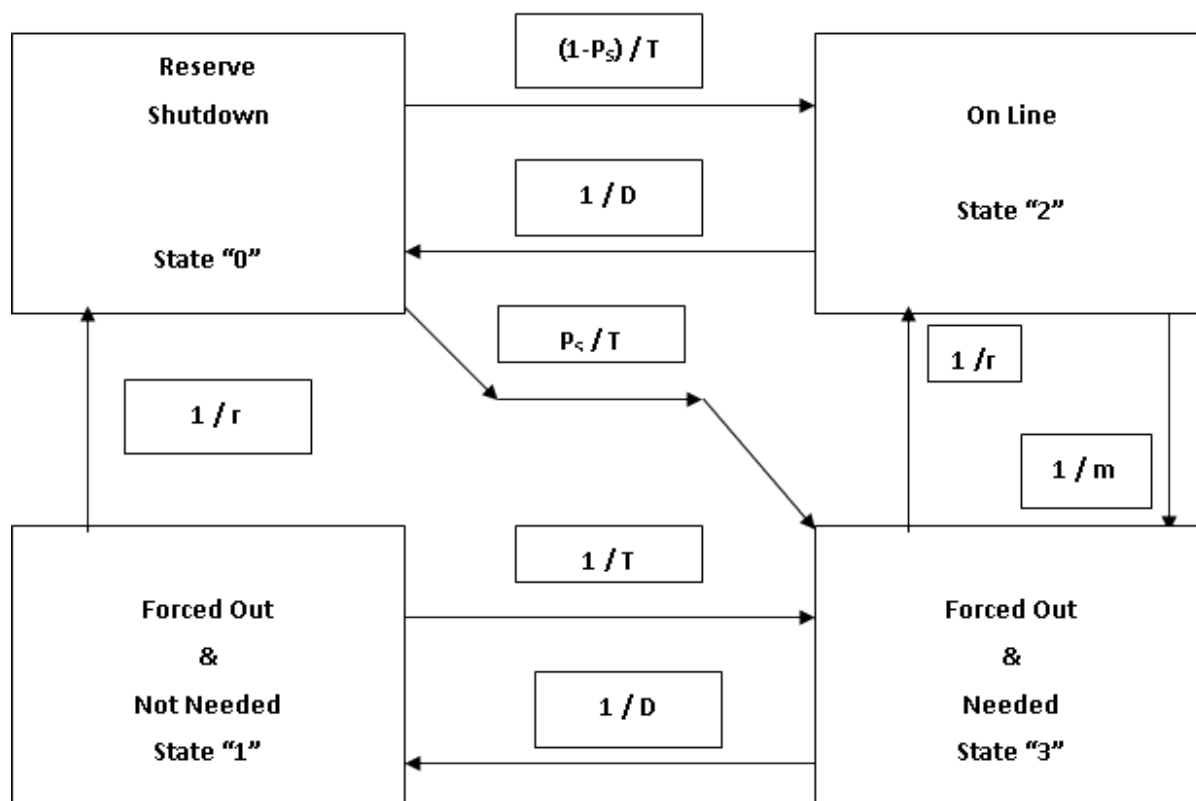 Reserve
Shutdown
State “0”
(1-PS) / T
On Line
State “2”
1 / D
PS / T
1 / r
1 /r
1 / m
Forced Out
&
Not Needed
State “1”
1 / T
1 / D
Forced Out
&
Needed
State “3”